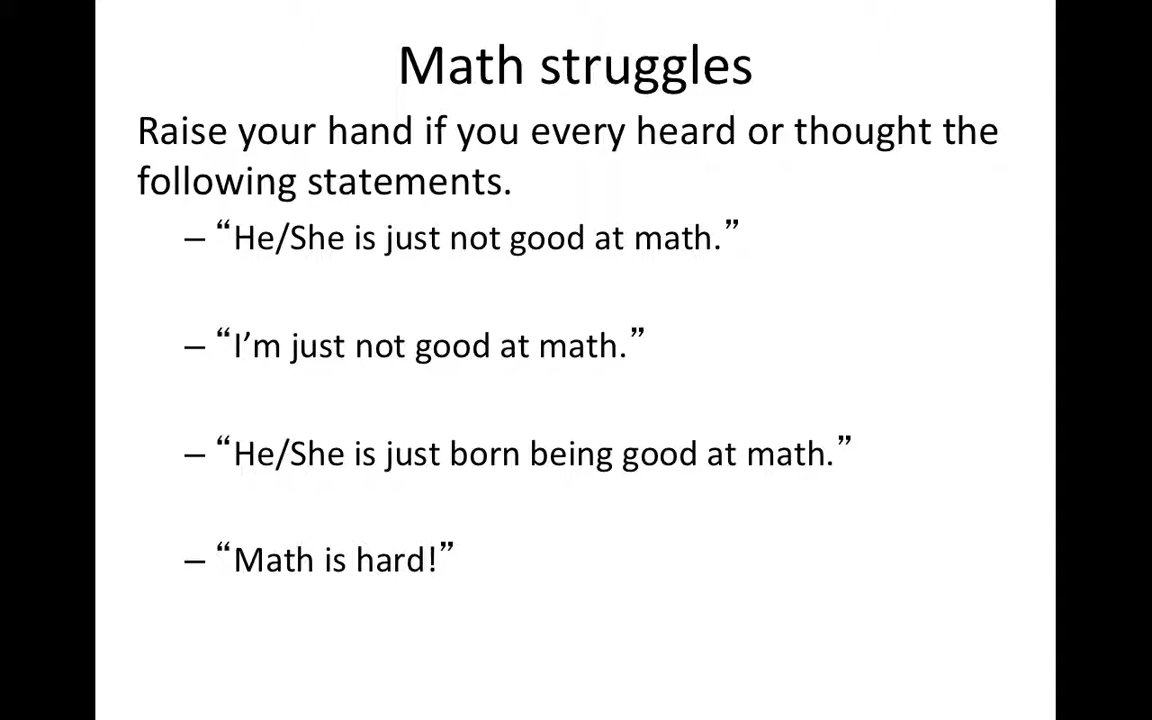 Math struggles
Raise your hand if you every heard or thought the
following statements.
– “He/She is just not good at math.”
– “I’m just not good at math.”
– “He/She is just born being good at math.”
– “Math is hard!”